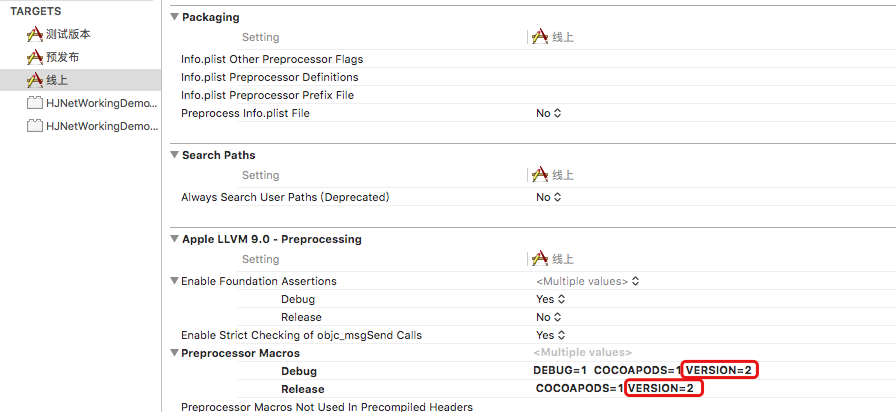 TARGETS
测试版本
预发布
线上
HJNetWorkingDemo...
HJNetWorkingDemo...
Packaging
Setting 线上
Info.plist Other Preprocessor Flags
Info.plist Preprocessor Definitions
Info.plist Preprocessor Prefix File
Preprocess Info.plist File No
Search Paths
Setting 线上
Always Search User Paths (Deprecated) No
Apple LLVM 9.0 - Preprocessing
Setting 线上
Enable Foundation Assertions <Multiple values>
Debug Yes
Release No
Enable Strict Checking of objc_msgSend Calls Yes
Preprocessor Macros <Multiple values>
Debug DEBUG=1 COCOAPODS=1 VERSION=2
Release COCOAPODS=1 VERSION=2
Preprocessor Macros Not Used In Precompiled Headers